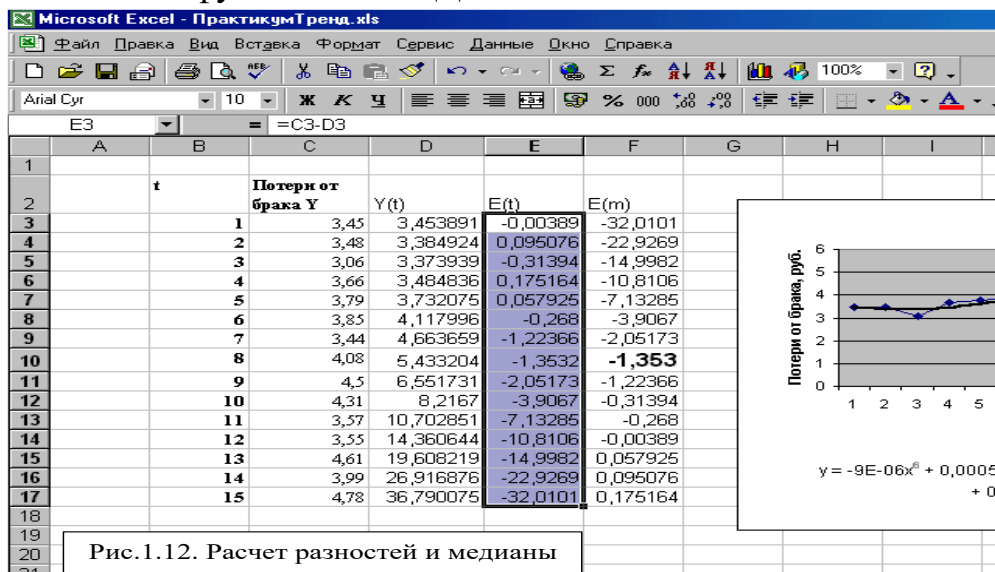 Microsoft Excel - ПрактикумТренд.xls
Файл Правка Вид Вставка Формат Сервис Данные Окно Справка
100%
Arial Cyr 10 Ж К Ч % 000
E3 = =C3-D3
A B C D E F G H I
1
2 t Потери от брака Y Y(t) E(t) E(m)
3 1 3,45 3,453891 -0,00389 -32,0101
4 2 3,48 3,384924 0,095076 -22,9269
5 3 3,06 3,373939 -0,31394 -14,9982
6 4 3,66 3,484836 0,175164 -10,8106
7 5 3,79 3,732075 0,057925 -7,13285
8 6 3,85 4,117996 -0,268 -3,9067
9 7 3,44 4,663659 -1,22366 -2,05173
10 8 4,08 5,433204 -1,3532 -1,353
11 9 4,5 6,551731 -2,05173 -1,22366
12 10 4,31 8,2167 -3,9067 -0,31394
13 11 3,57 10,702851 -7,13285 -0,268
14 12 3,55 14,360644 -10,8106 -0,00389
15 13 4,61 19,608219 -14,9982 0,057925
16 14 3,99 26,916876 -22,9269 0,095076
17 15 4,78 36,790075 -32,0101 0,175164
18
19
20
Потери от брака, руб.
6
5
4
3
2
1
0
1 2 3 4 5
y = -9E-06x⁶ + 0,0005
+ 0
Рис.1.12. Расчет разностей и медианы